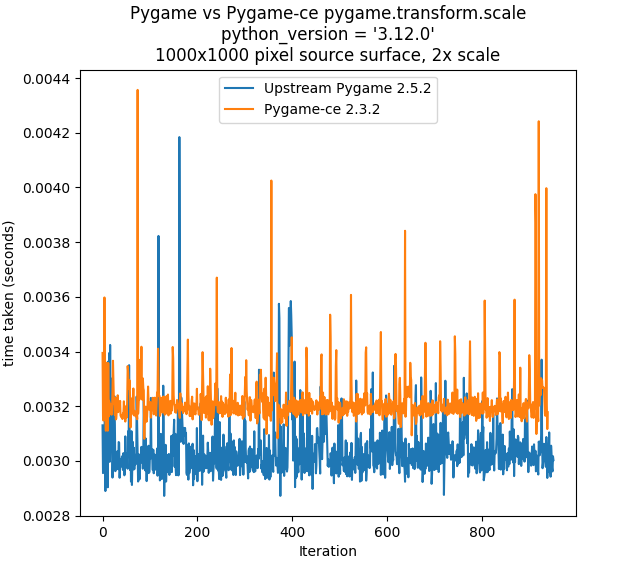 Pygame vs Pygame-ce pygame.transform.scale
python_version = '3.12.0'
1000x1000 pixel source surface, 2x scale
Upstream Pygame 2.5.2
Pygame-ce 2.3.2
time taken (seconds)
0.0044
0.0042
0.0040
0.0038
0.0036
0.0034
0.0032
0.0030
0.0028
0
200
400
600
800
Iteration